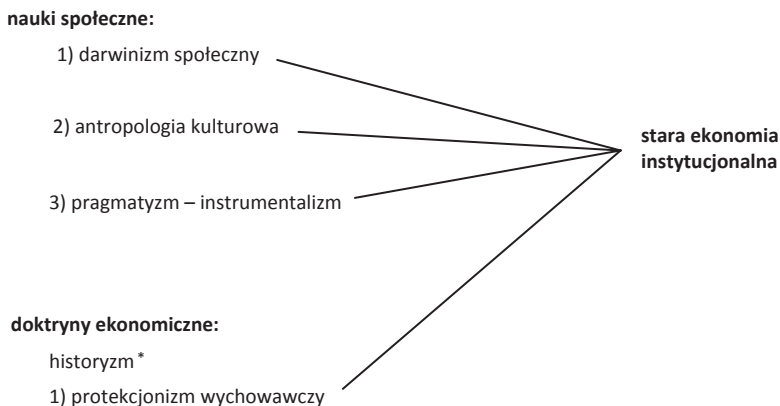 nauki społeczne:
1) darwinizm społeczny
2) antropologia kulturowa
3) pragmatyzm – instrumentalizm
stara ekonomia
instytucjonalna
doktryny ekonomiczne:
historyzm *
1) protekcjonizm wychowawczy